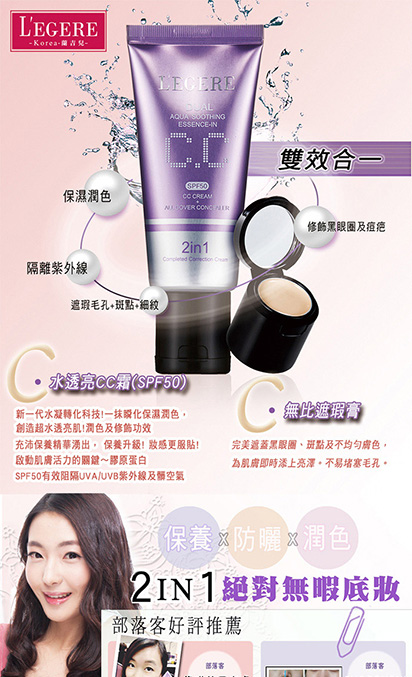 L'EGERE
-Korea-蘭吉兒-
LEGERE
DUAL
AQUA SOOTHING
ESSENCE-IN
C.C
SPF50
CC CREAM
+
ALL COVER CONCEALER
2in1
Completed Correction Cream
雙效合一
保濕潤色
修飾黑眼圈及痘疤
隔離紫外線
遮瑕毛孔+斑點+細紋
C・水透亮CC霜(SPF50)
新一代水凝轉化科技!一抹瞬化保濕潤色，
創造超水透亮肌!潤色及修飾功效
充沛保養精華湧出， 保養升級! 妝感更服貼!
啟動肌膚活力的關鍵～膠原蛋白
SPF50有效阻隔UVA/UVB紫外線及髒空氣
C・無比遮瑕膏
完美遮蓋黑眼圈、斑點及不均勻膚色，
為肌膚即時添上亮澤。不易堵塞毛孔。
保養 x 防曬 x 潤色
2IN1絕對無暇底妝
部落客好評推薦
部落客
部落客